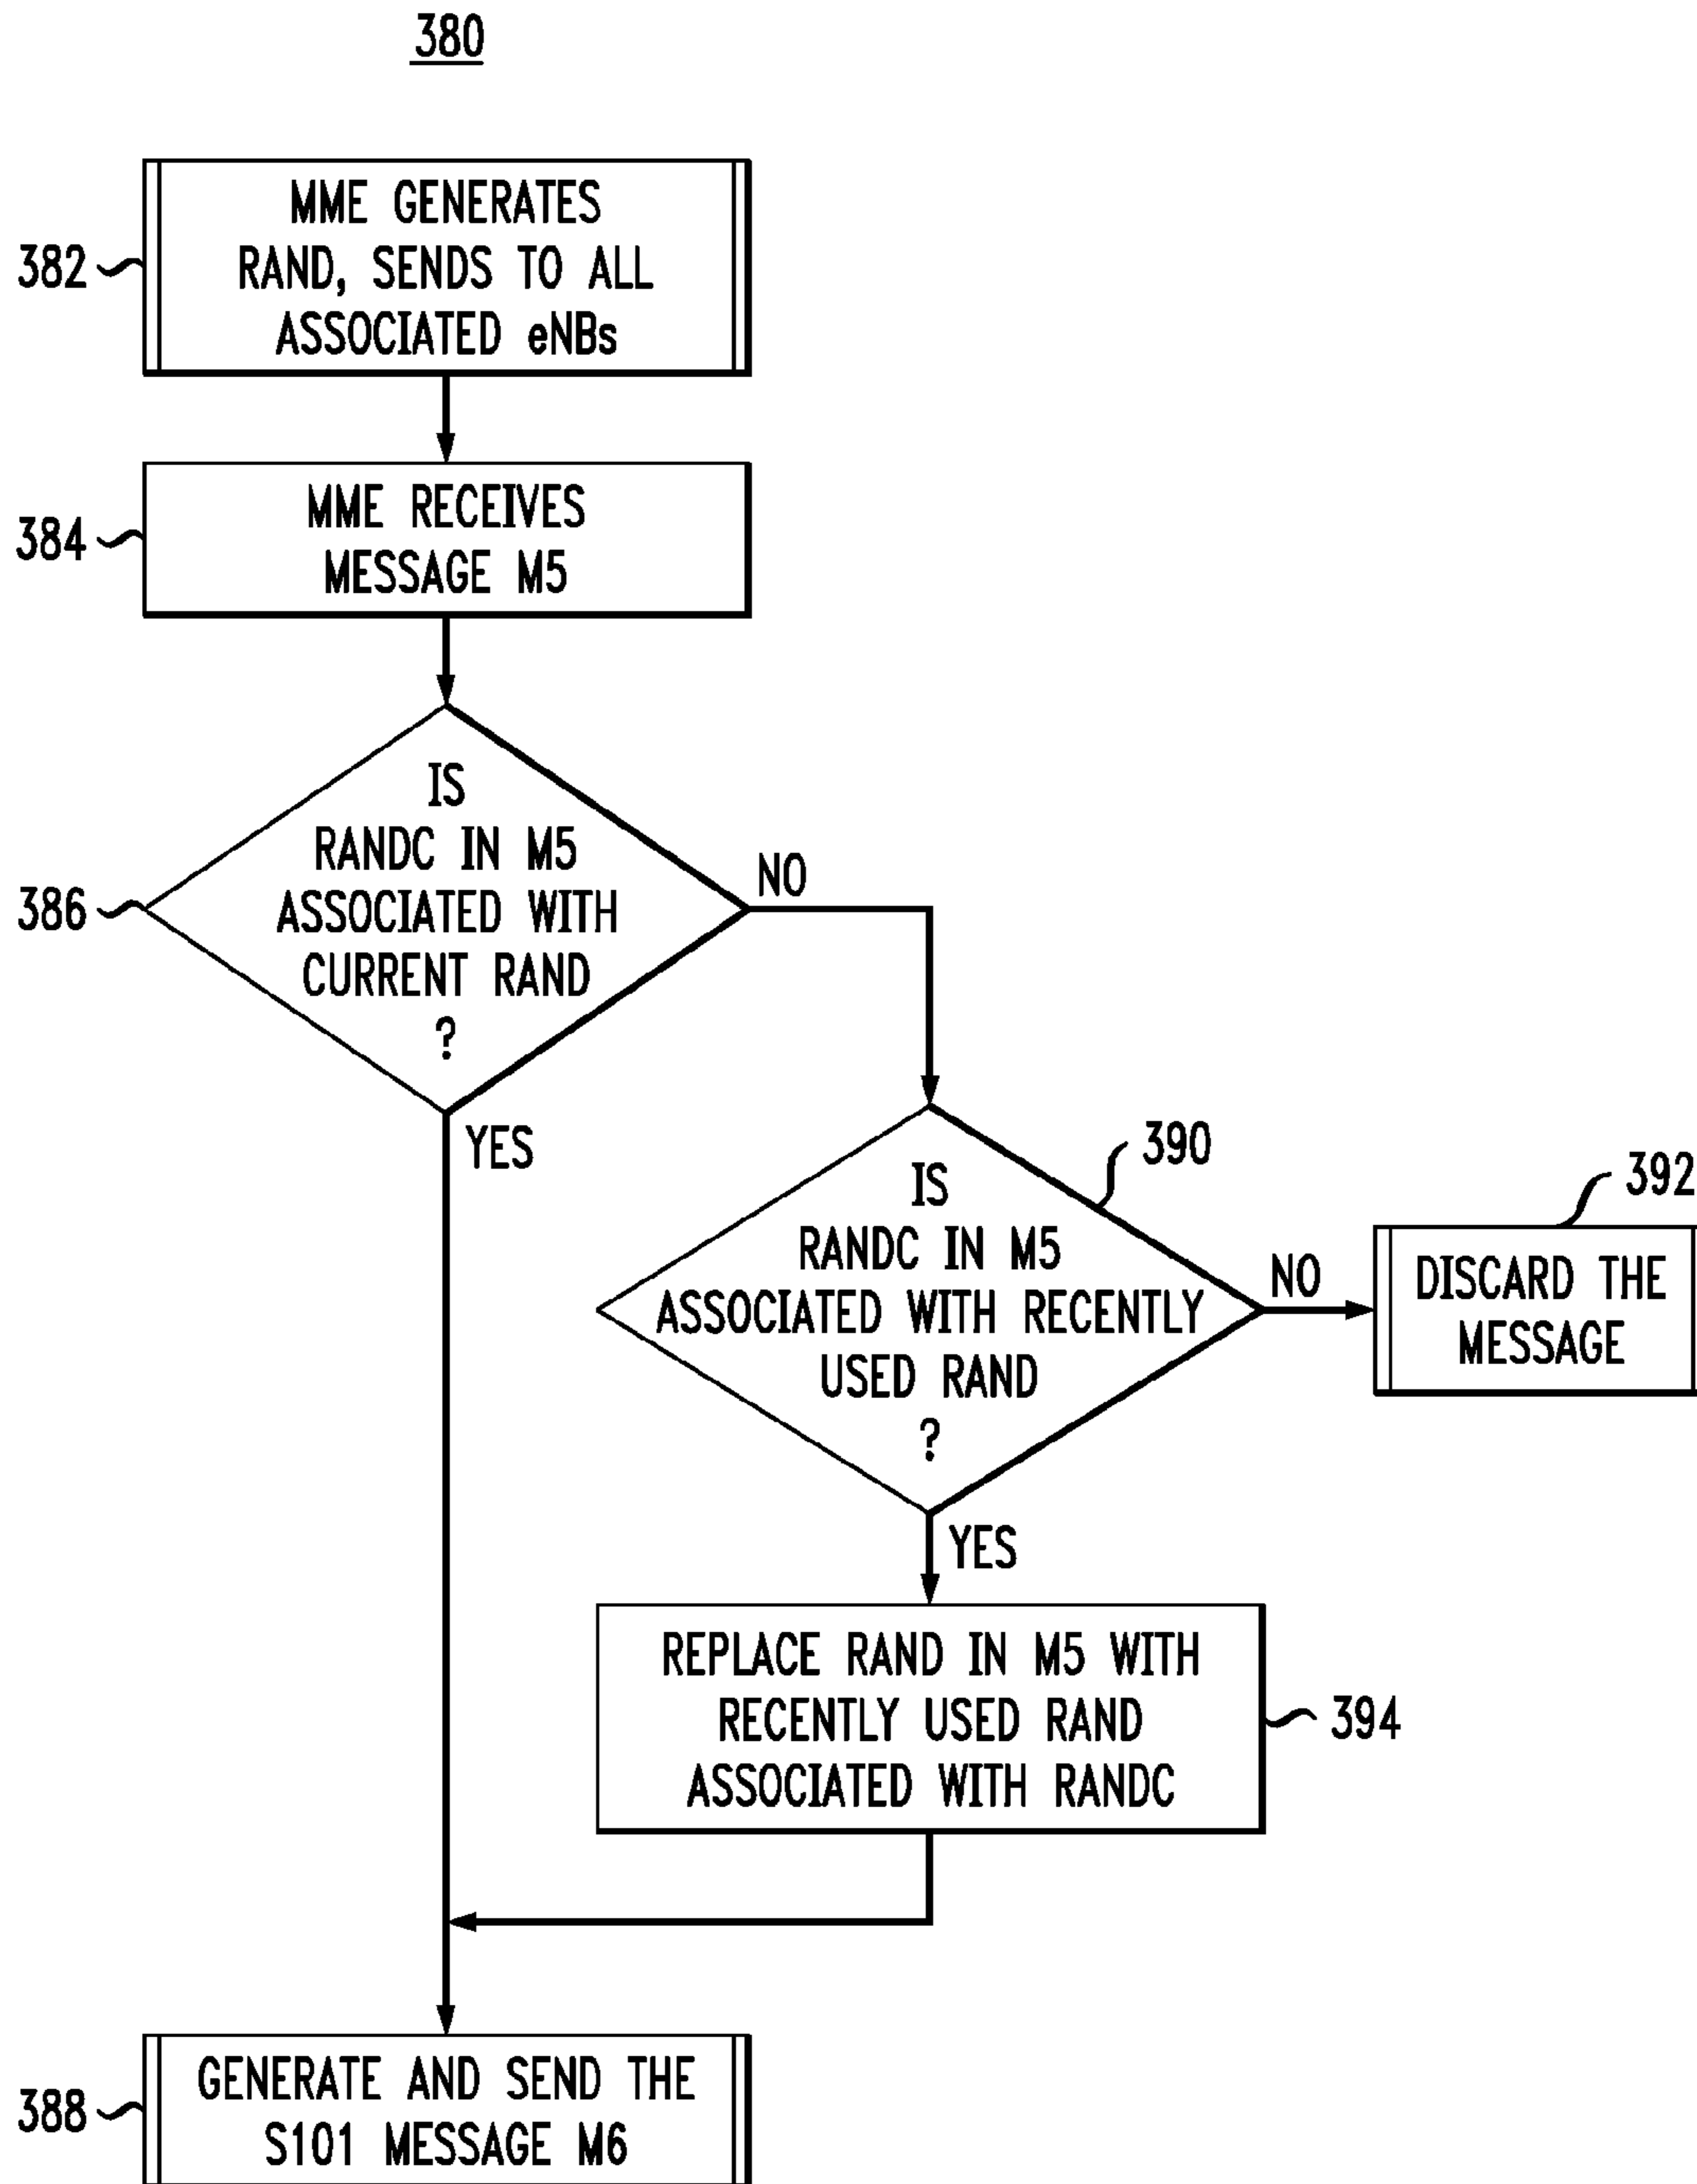 380
382
MME GENERATES
RAND, SENDS TO ALL
ASSOCIATED eNBs
384
MME RECEIVES
MESSAGE M5
386
IS
RANDC IN M5
ASSOCIATED WITH
CURRENT RAND
?
NO
YES
390
IS
RANDC IN M5
ASSOCIATED WITH RECENTLY
USED RAND
?
NO
392
DISCARD THE
MESSAGE
YES
REPLACE RAND IN M5 WITH
RECENTLY USED RAND
ASSOCIATED WITH RANDC
394
388
GENERATE AND SEND THE
S101 MESSAGE M6